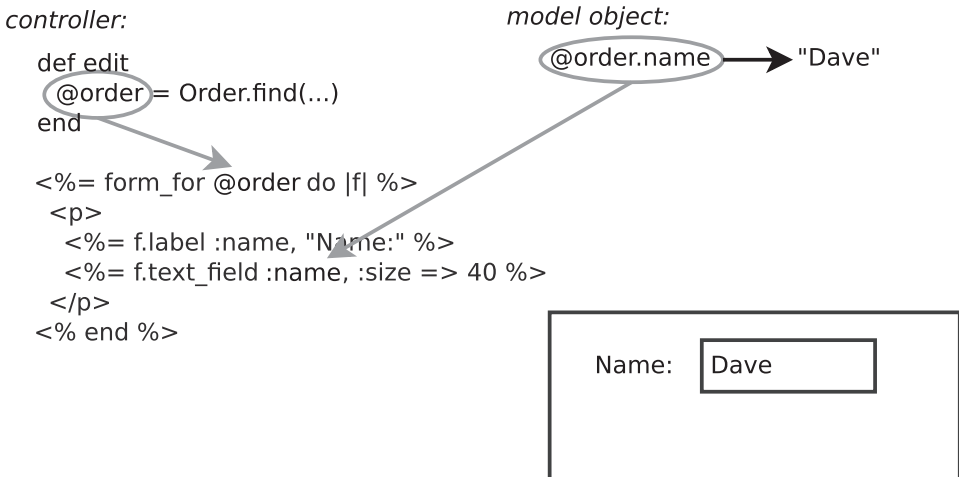 controller:
def edit
@order = Order.find(...)
end
model object:
@order.name "Dave"
<%= form_for @order do |f| %>
<p>
<%= f.label :name, "Name:" %>
<%= f.text_field :name, :size => 40 %>
</p>
<% end %>
Name: Dave